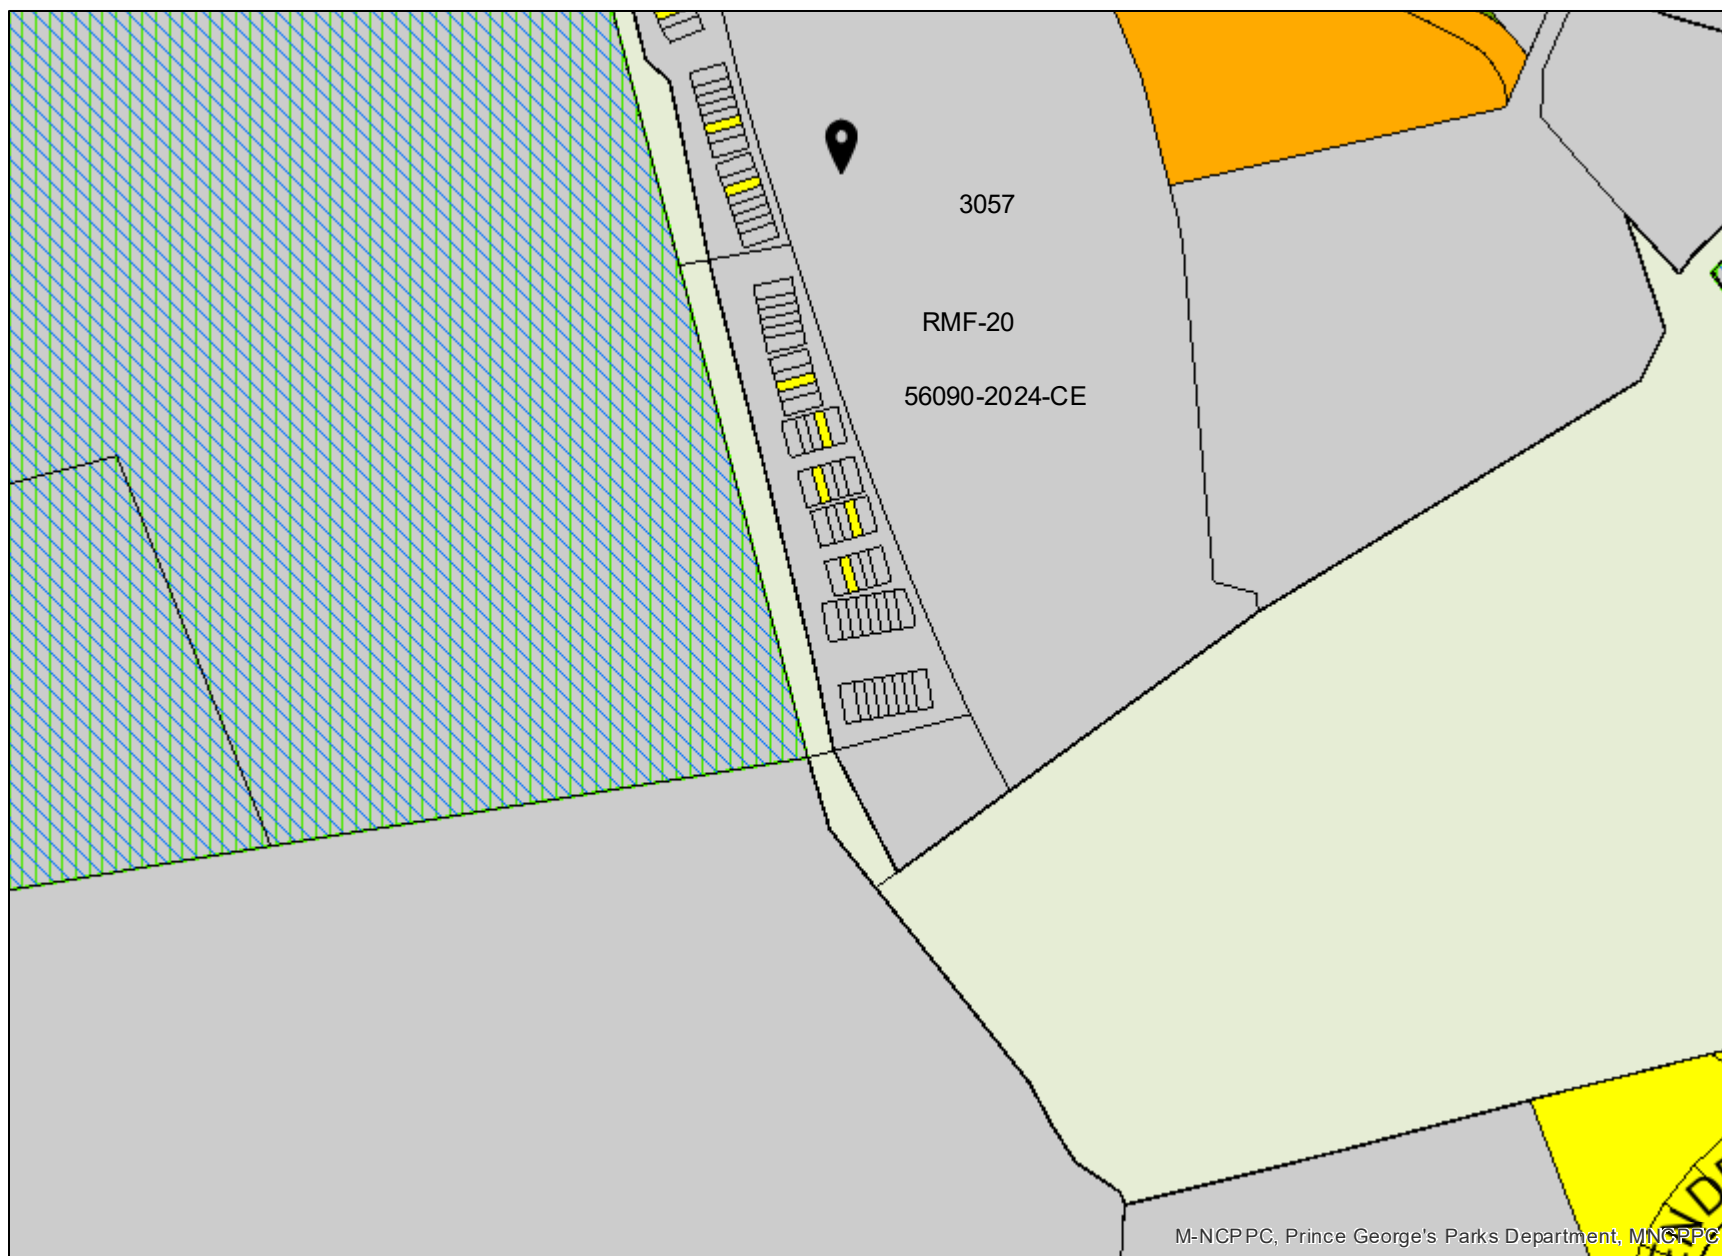 3057
RMF-20
56090-2024-CE
M-NCPPC, Prince George's Parks Department, MNCPPC